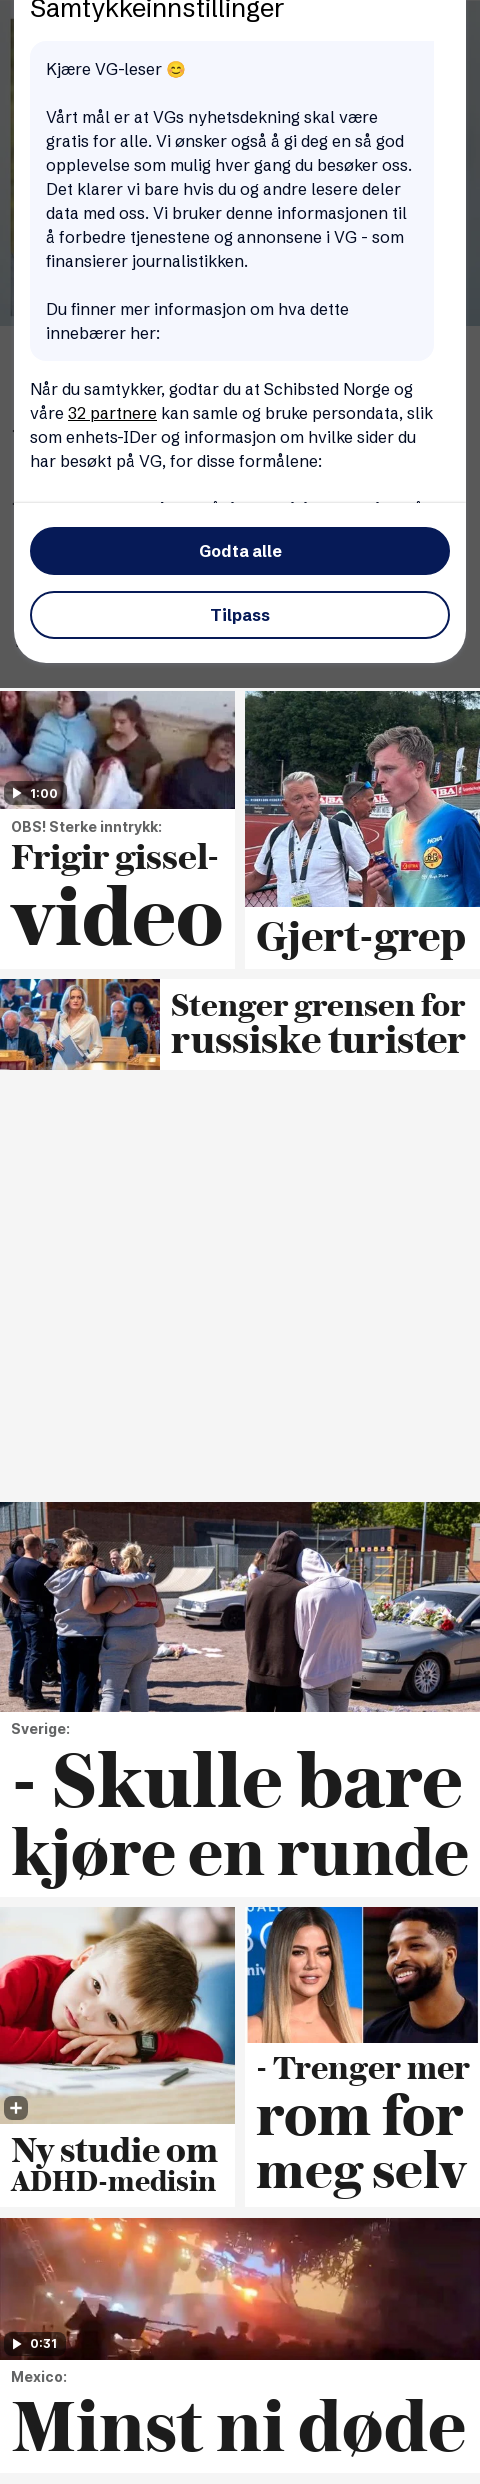 Samtykkeinnstillinger
Kjære VG-leser 😊
Vårt mål er at VGs nyhetsdekning skal være
gratis for alle. Vi ønsker også å gi deg en så god
opplevelse som mulig hver gang du besøker oss.
Det klarer vi bare hvis du og andre lesere deler
data med oss. Vi bruker denne informasjonen til
å forbedre tjenestene og annonsene i VG - som
finansierer journalistikken.
Du finner mer informasjon om hva dette
innebærer her:
Når du samtykker, godtar du at Schibsted Norge og
våre 32 partnere kan samle og bruke persondata, slik
som enhets-IDer og informasjon om hvilke sider du
har besøkt på VG, for disse formålene:
Godta alle
Tilpass
1:00
OBS! Sterke inntrykk:
Frigir gissel-
video
Gjert-grep
Stenger grensen for
russiske turister
Sverige:
- Skulle bare
kjøre en runde
Ny studie om
ADHD-medisin
- Trenger mer
rom for
meg selv
0:31
Mexico:
Minst ni døde